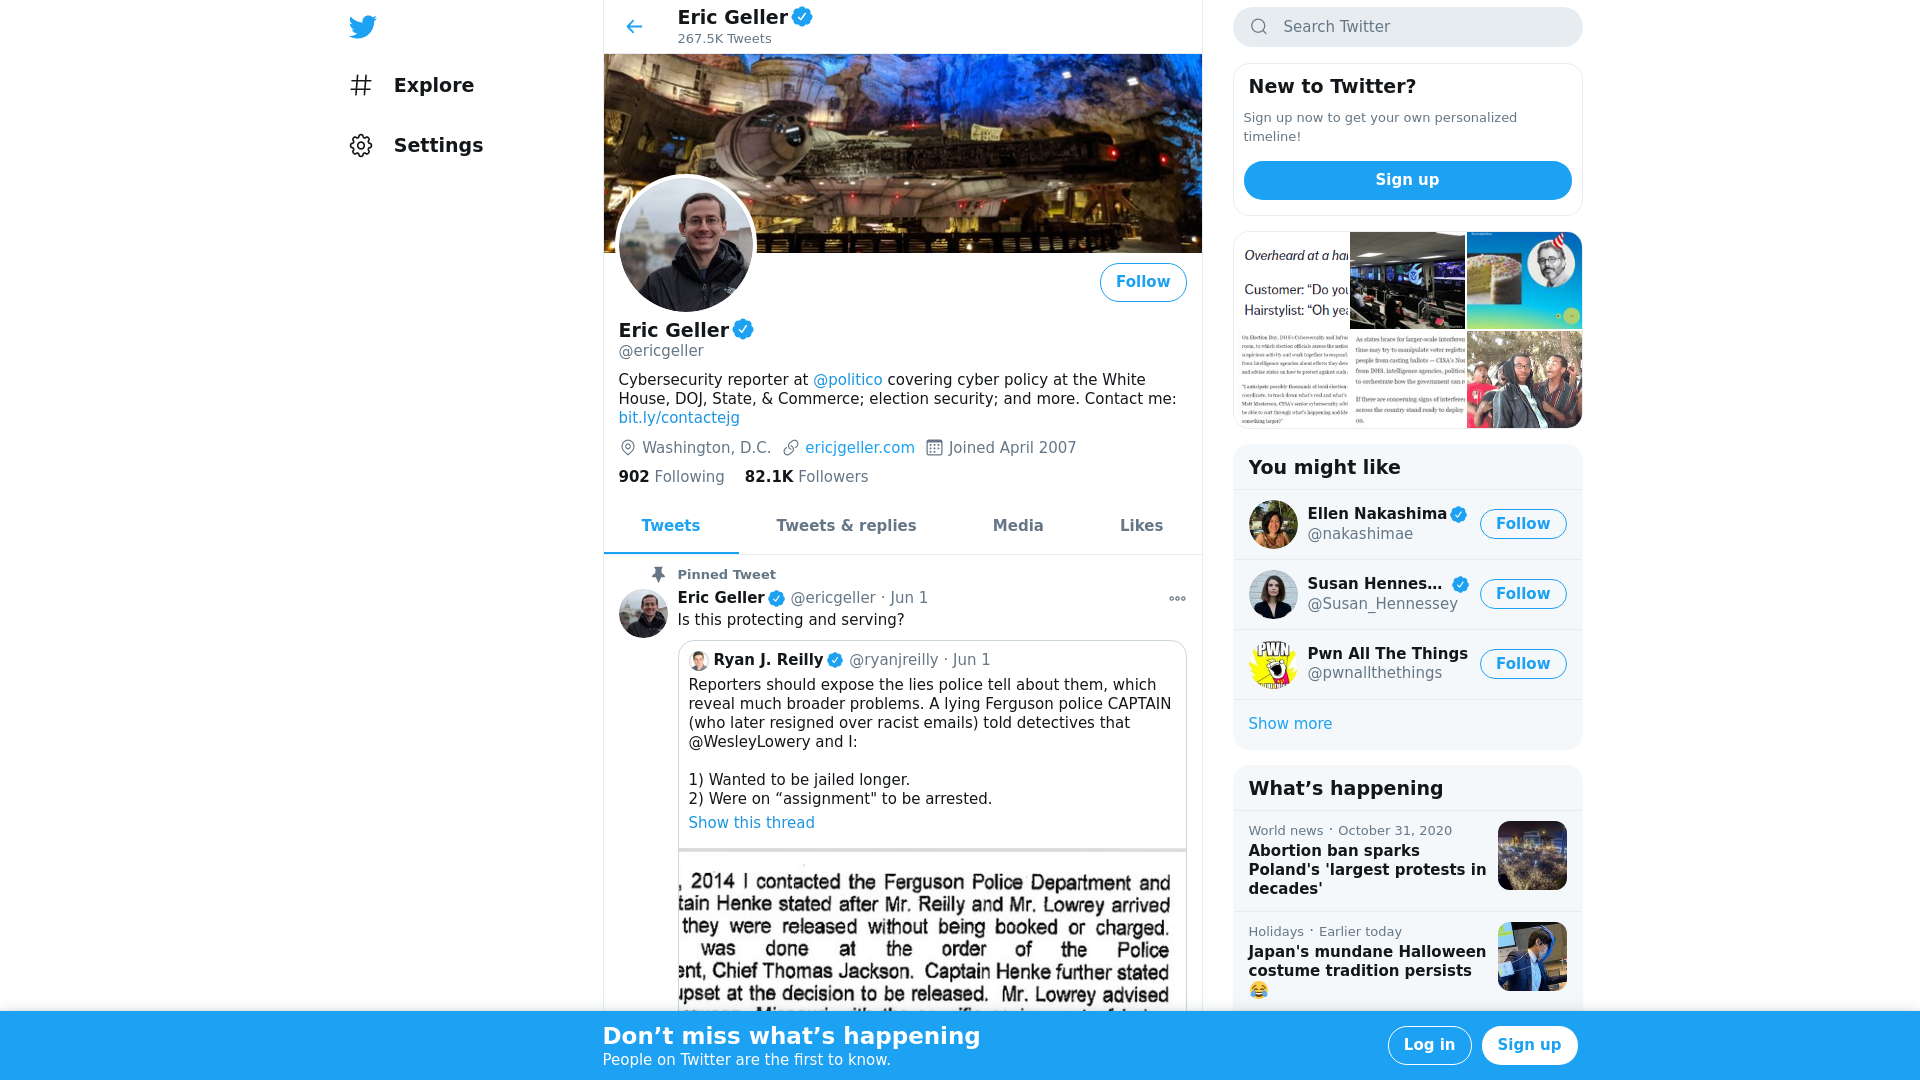 Explore
Settings
Eric Geller
267.5K Tweets
Follow
Eric Geller
@ericgeller
Cybersecurity reporter at @politico covering cyber policy at the White
House, DOJ, State, & Commerce; election security; and more. Contact me:
bit.ly/contactejg
Washington, D.C. ericjgeller.com Joined April 2007
902 Following 82.1K Followers
Tweets Tweets & replies Media Likes
Pinned Tweet
Eric Geller @ericgeller · Jun 1
Is this protecting and serving?
Ryan J. Reilly @ryanjreilly · Jun 1
Reporters should expose the lies police tell about them, which
reveal much broader problems. A lying Ferguson police CAPTAIN
(who later resigned over racist emails) told detectives that
@WesleyLowery and I:
1) Wanted to be jailed longer.
2) Were on “assignment" to be arrested.
Show this thread
, 2014 I contacted the Ferguson Police Department and
tain Henke stated after Mr. Reilly and Mr. Lowrey arrived
they were released without being booked or charged.
was done at the order of the Police
ent, Chief Thomas Jackson. Captain Henke further stated
upset at the decision to be released. Mr. Lowrey advised
Search Twitter
New to Twitter?
Sign up now to get your own personalized
timeline!
Sign up
Overheard at a hai
Customer: “Do you
Hairstylist: “Oh yea
You might like
Ellen Nakashima
@nakashimae
Follow
Susan Hennes...
@Susan_Hennessey
Follow
PWN
Pwn All The Things
@pwnallthethings
Follow
Show more
What’s happening
World news · October 31, 2020
Abortion ban sparks
Poland's 'largest protests in
decades'
Holidays · Earlier today
Japan's mundane Halloween
costume tradition persists
😂
Don’t miss what’s happening
People on Twitter are the first to know.
Log in
Sign up